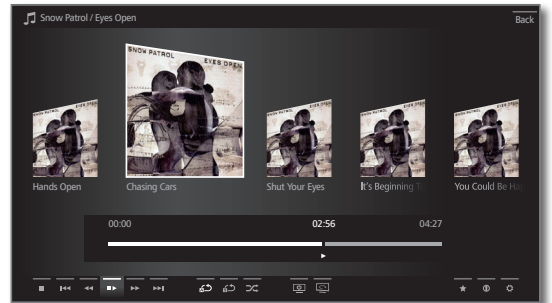 Snow Patrol / Eyes Open
Back
SNOW PATROL
EYES OPEN
Hands Open
Chasing Cars
Shut Your Eyes
It's Beginning T
You Could Be Ha
00:00
02:56
04:27